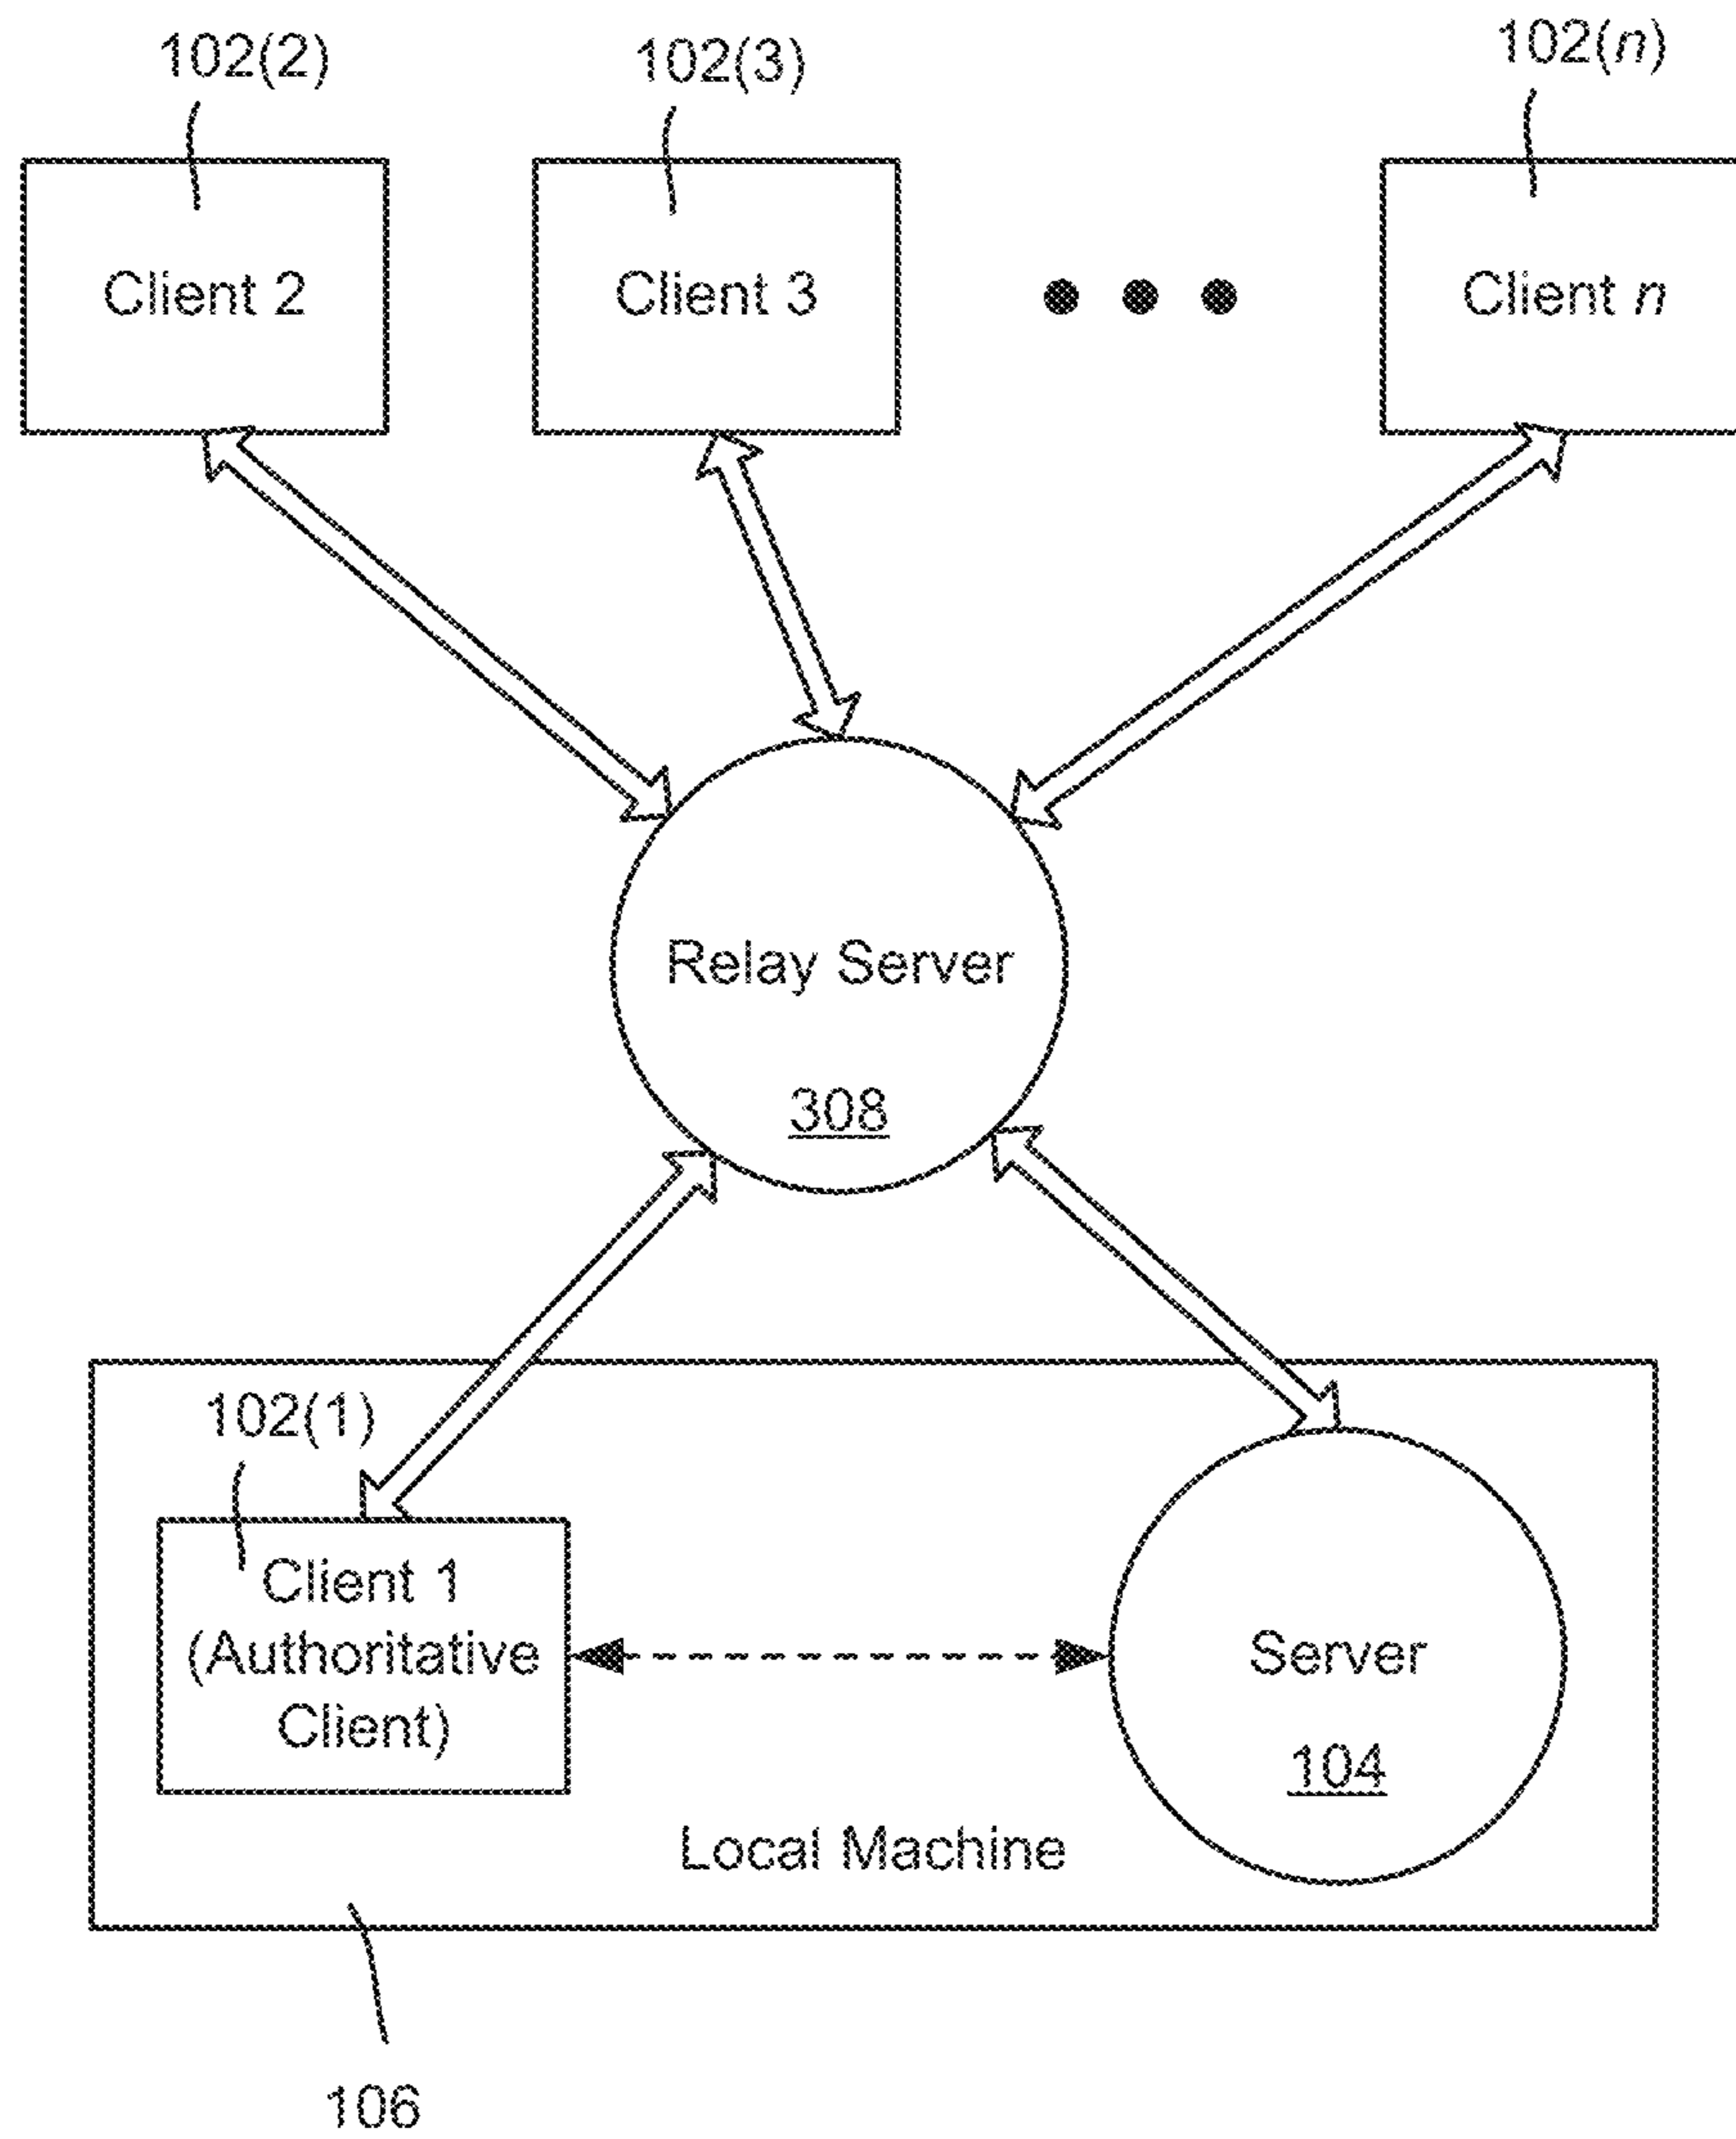 102(2)
102(3)
102(n)
Client 2
Client 3
Client n
Relay Server
308
102(1)
Client 1
(Authoritative
Client)
Server
104
Local Machine
106